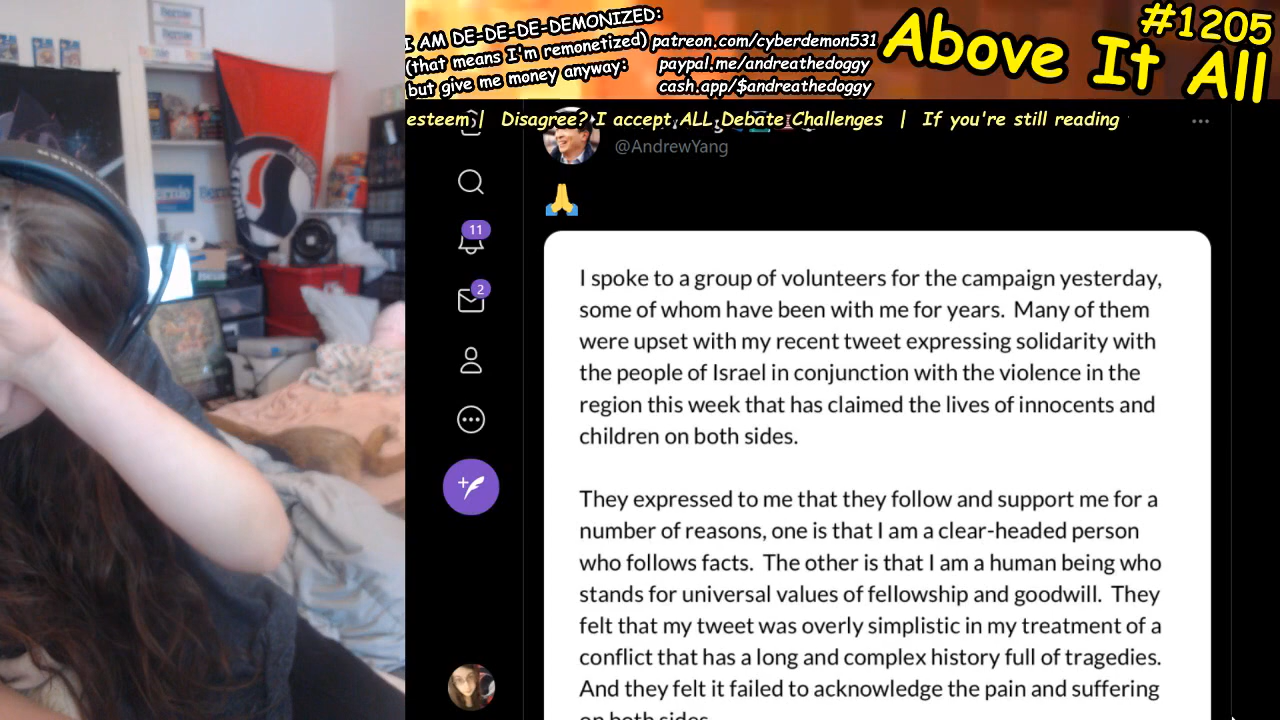 I AM DE-DE-DE-DEMONIZED:
(that means I'm remonetized)
but give me money anyway:
patreon.com/cyberdemon531
paypal.me/andreathedoggy
cash.app/$andreathedoggy
#1205
Above It All
esteem | Disagree? I accept ALL Debate Challenges | If you're still reading
@AndrewYang
🙏
11
2
I spoke to a group of volunteers for the campaign yesterday,
some of whom have been with me for years. Many of them
were upset with my recent tweet expressing solidarity with
the people of Israel in conjunction with the violence in the
region this week that has claimed the lives of innocents and
children on both sides.
They expressed to me that they follow and support me for a
number of reasons, one is that I am a clear-headed person
who follows facts. The other is that I am a human being who
stands for universal values of fellowship and goodwill. They
felt that my tweet was overly simplistic in my treatment of a
conflict that has a long and complex history full of tragedies.
And they felt it failed to acknowledge the pain and suffering
on both sides.
Bernie
Bernie